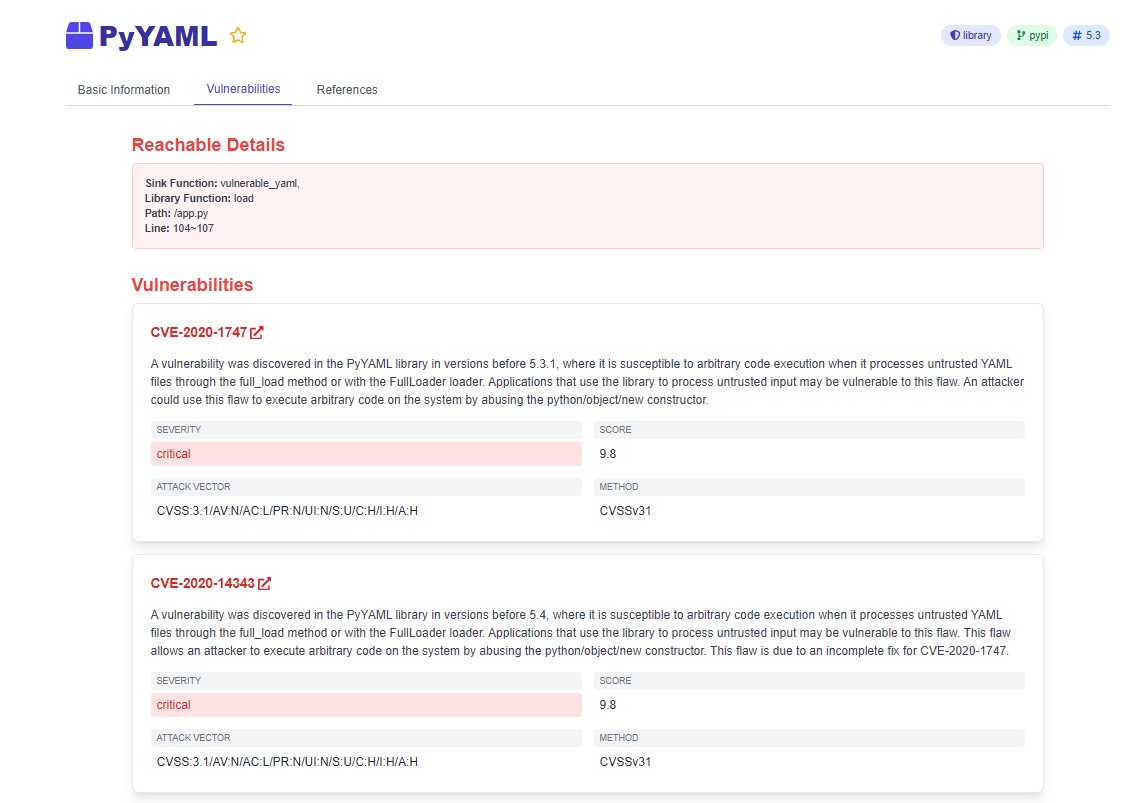 PyYAML
library
pypi
# 5.3
Basic Information
Vulnerabilities
References
Reachable Details
Sink Function: vulnerable_yaml,
Library Function: load
Path: /app.py
Line: 104~107
Vulnerabilities
CVE-2020-1747
A vulnerability was discovered in the PyYAML library in versions before 5.3.1, where it is susceptible to arbitrary code execution when it processes untrusted YAML
files through the full_load method or with the FullLoader loader. Applications that use the library to process untrusted input may be vulnerable to this flaw. An attacker
could use this flaw to execute arbitrary code on the system by abusing the python/object/new constructor.
SEVERITY
SCORE
critical
9.8
ATTACK VECTOR
METHOD
CVSS:3.1/AV:N/AC:L/PR:N/UI:N/S:U/C:H/I:H/A:H
CVSSv31
CVE-2020-14343
A vulnerability was discovered in the PyYAML library in versions before 5.4, where it is susceptible to arbitrary code execution when it processes untrusted YAML
files through the full_load method or with the FullLoader loader. Applications that use the library to process untrusted input may be vulnerable to this flaw. This flaw
allows an attacker to execute arbitrary code on the system by abusing the python/object/new constructor. This flaw is due to an incomplete fix for CVE-2020-1747.
SEVERITY
SCORE
critical
9.8
ATTACK VECTOR
METHOD
CVSS:3.1/AV:N/AC:L/PR:N/UI:N/S:U/C:H/I:H/A:H
CVSSv31